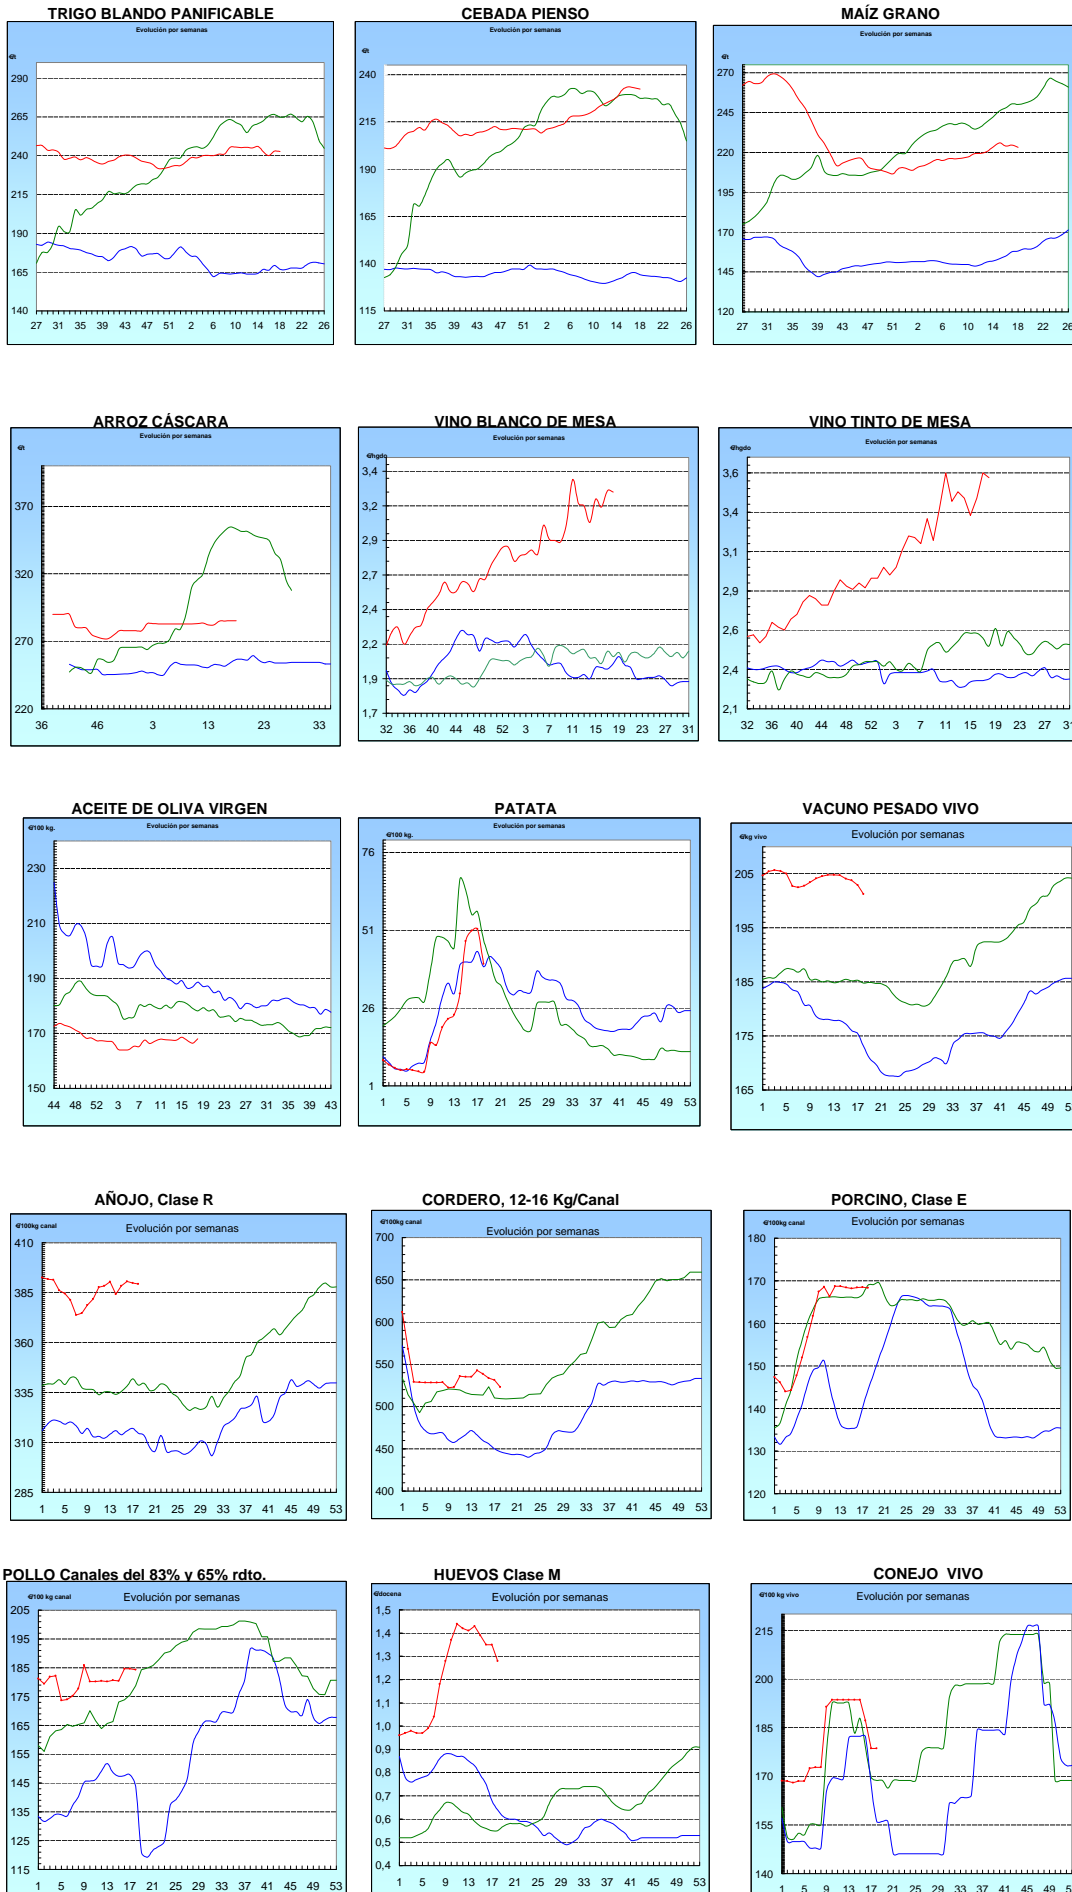 TRIGO BLANDO PANIFICABLE
Evolución por semanas
€/t
290
265
240
215
190
165
140
27 31 35 39 43 47 51 2 6 10 14 18 22 26
CEBADA PIENSO
Evolución por semanas
€/t
240
215
190
165
140
115
27 31 35 39 43 47 51 2 6 10 14 18 22 26
MAÍZ GRANO
Evolución por semanas
€/t
270
245
220
195
170
145
120
27 31 35 39 43 47 51 2 6 10 14 18 22 26
ARROZ CÁSCARA
Evolución por semanas
€/t
370
320
270
220
36 46 3 13 23 33
VINO BLANCO DE MESA
Evolución por semanas
€/hgdo
3,4
3,2
2,9
2,7
2,4
2,2
1,9
1,7
32 36 40 44 48 52 3 7 11 15 19 23 27 31
VINO TINTO DE MESA
Evolución por semanas
€/hgdo
3,6
3,4
3,1
2,9
2,6
2,4
2,1
32 36 40 44 48 52 3 7 11 15 19 23 27 31
ACEITE DE OLIVA VIRGEN
Evolución por semanas
€/100 kg.
230
210
190
170
150
44 48 52 3 7 11 15 19 23 27 31 35 39 43
PATATA
Evolución por semanas
€/100 kg.
76
51
26
1
1 5 9 13 17 21 25 29 33 37 41 45 49 53
VACUNO PESADO VIVO
Evolución por semanas
€/kg vivo
205
195
185
175
165
1 5 9 13 17 21 25 29 33 37 41 45 49 53
AÑOJO, Clase R
Evolución por semanas
€/100kg canal
410
385
360
335
310
285
1 5 9 13 17 21 25 29 33 37 41 45 49 53
CORDERO, 12-16 Kg/Canal
Evolución por semanas
€/100kg canal
700
650
600
550
500
450
400
1 5 9 13 17 21 25 29 33 37 41 45 49 53
PORCINO, Clase E
Evolución por semanas
€/100kg canal
180
170
160
150
140
130
120
1 5 9 13 17 21 25 29 33 37 41 45 49 53
POLLO Canales del 83% y 65% rdto.
Evolución por semanas
€/100 kg canal
205
195
185
175
165
155
145
135
125
115
1 5 9 13 17 21 25 29 33 37 41 45 49 53
HUEVOS Clase M
Evolución por semanas
€/docena
1,5
1,4
1,3
1,2
1,1
1,0
0,9
0,8
0,7
0,6
0,5
0,4
1 5 9 13 17 21 25 29 33 37 41 45 49 53
CONEJO VIVO
Evolución por semanas
€/100 kg vivo
215
200
185
170
155
140
1 5 9 13 17 21 25 29 33 37 41 45 49 53